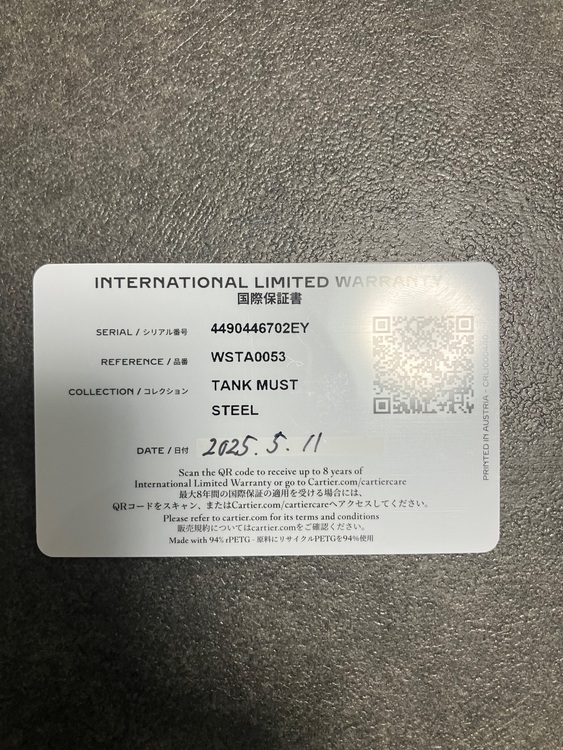 INTERNATIONAL LIMITED WARRANTY
国際保証書
SERIAL / シリアル番号 4490446702EY
REFERENCE / 品番 WSTA0053
COLLECTION / コレクション TANK MUST
STEEL
DATE / 日付 2025.5.11
Scan the QR code to receive up to 8 years of
International Limited Warranty or go to Cartier.com/cartiercare
最大8年間の国際保証の適用を受ける場合には、
QRコードをスキャン、またはCartier.com/cartiercareへアクセスしてください。
Please refer to cartier.com for its terms and conditions
販売規約についてはcartier.comをご確認ください。
Made with 94% rPETG - 原料にリサイクルPETGを94%使用
PRINTED IN AUSTRIA